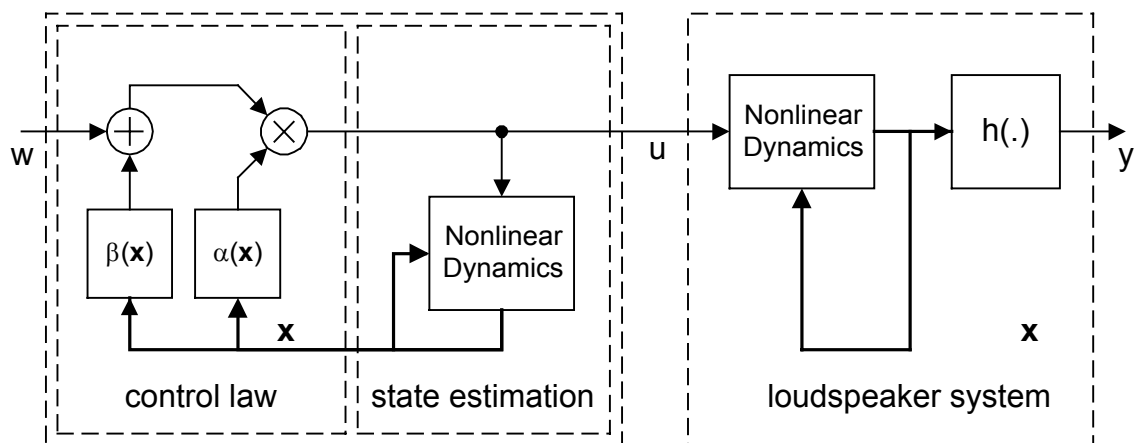 w
+
×
β(x)
α(x)
x
control law
Nonlinear
Dynamics
state estimation
u
Nonlinear
Dynamics
h(.)
y
x
loudspeaker system